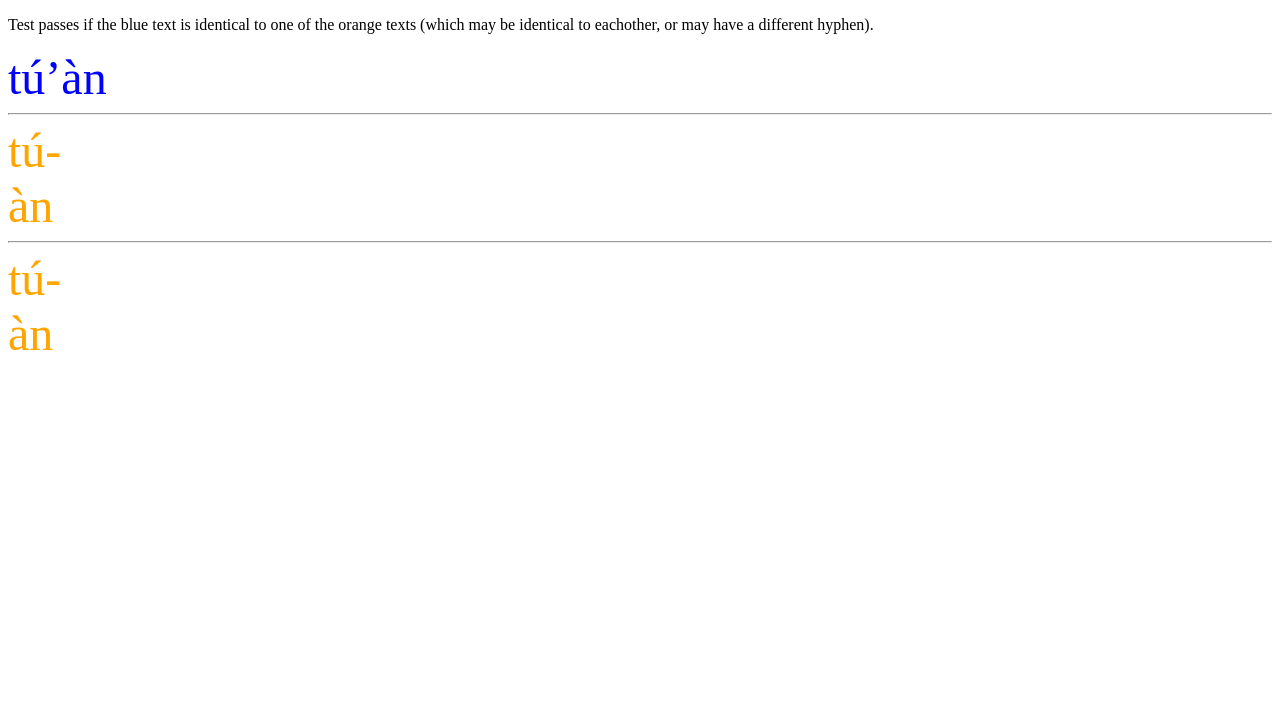 Test passes if the blue text is identical to one of the orange texts (which may be identical to eachother, or may have a different hyphen).
tú’àn
tú-
àn
tú-
àn